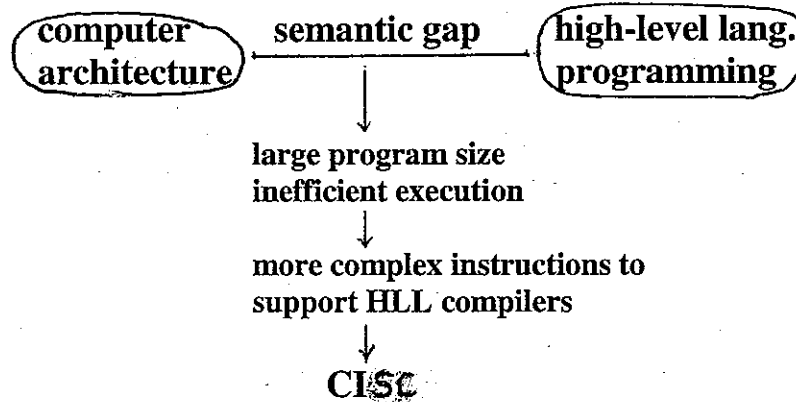 computer
architecture
semantic gap
high-level lang.
programming
large program size
inefficient execution
more complex instructions to
support HLL compilers
CISC